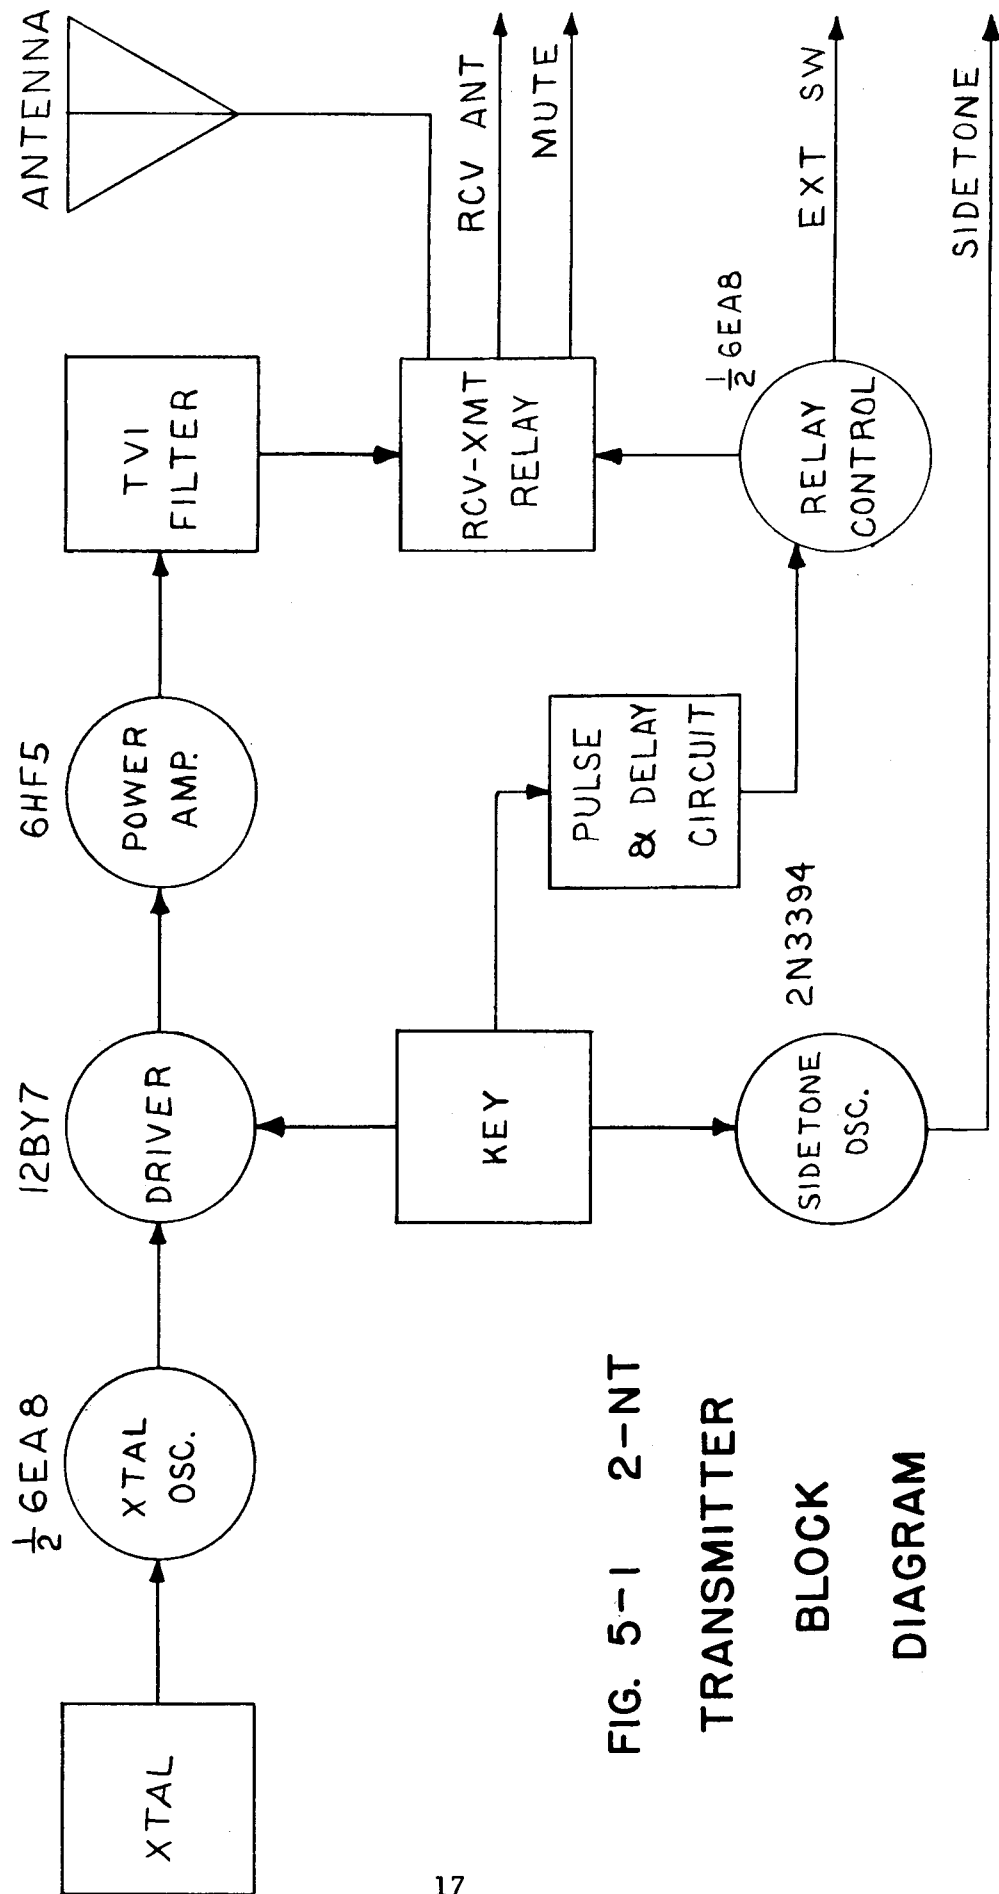 ANTENNA
RCV ANT
MUTE
EXT SW
SIDETONE
TVI
FILTER
RCV-XMT
RELAY
½ 6EA8
RELAY
CONTROL
6HF5
POWER
AMP.
PULSE
& DELAY
CIRCUIT
12BY7
DRIVER
KEY
2N3394
SIDETONE
OSC.
½ 6EA8
XTAL
OSC.
XTAL
FIG. 5-1 2-NT
TRANSMITTER
BLOCK
DIAGRAM
17